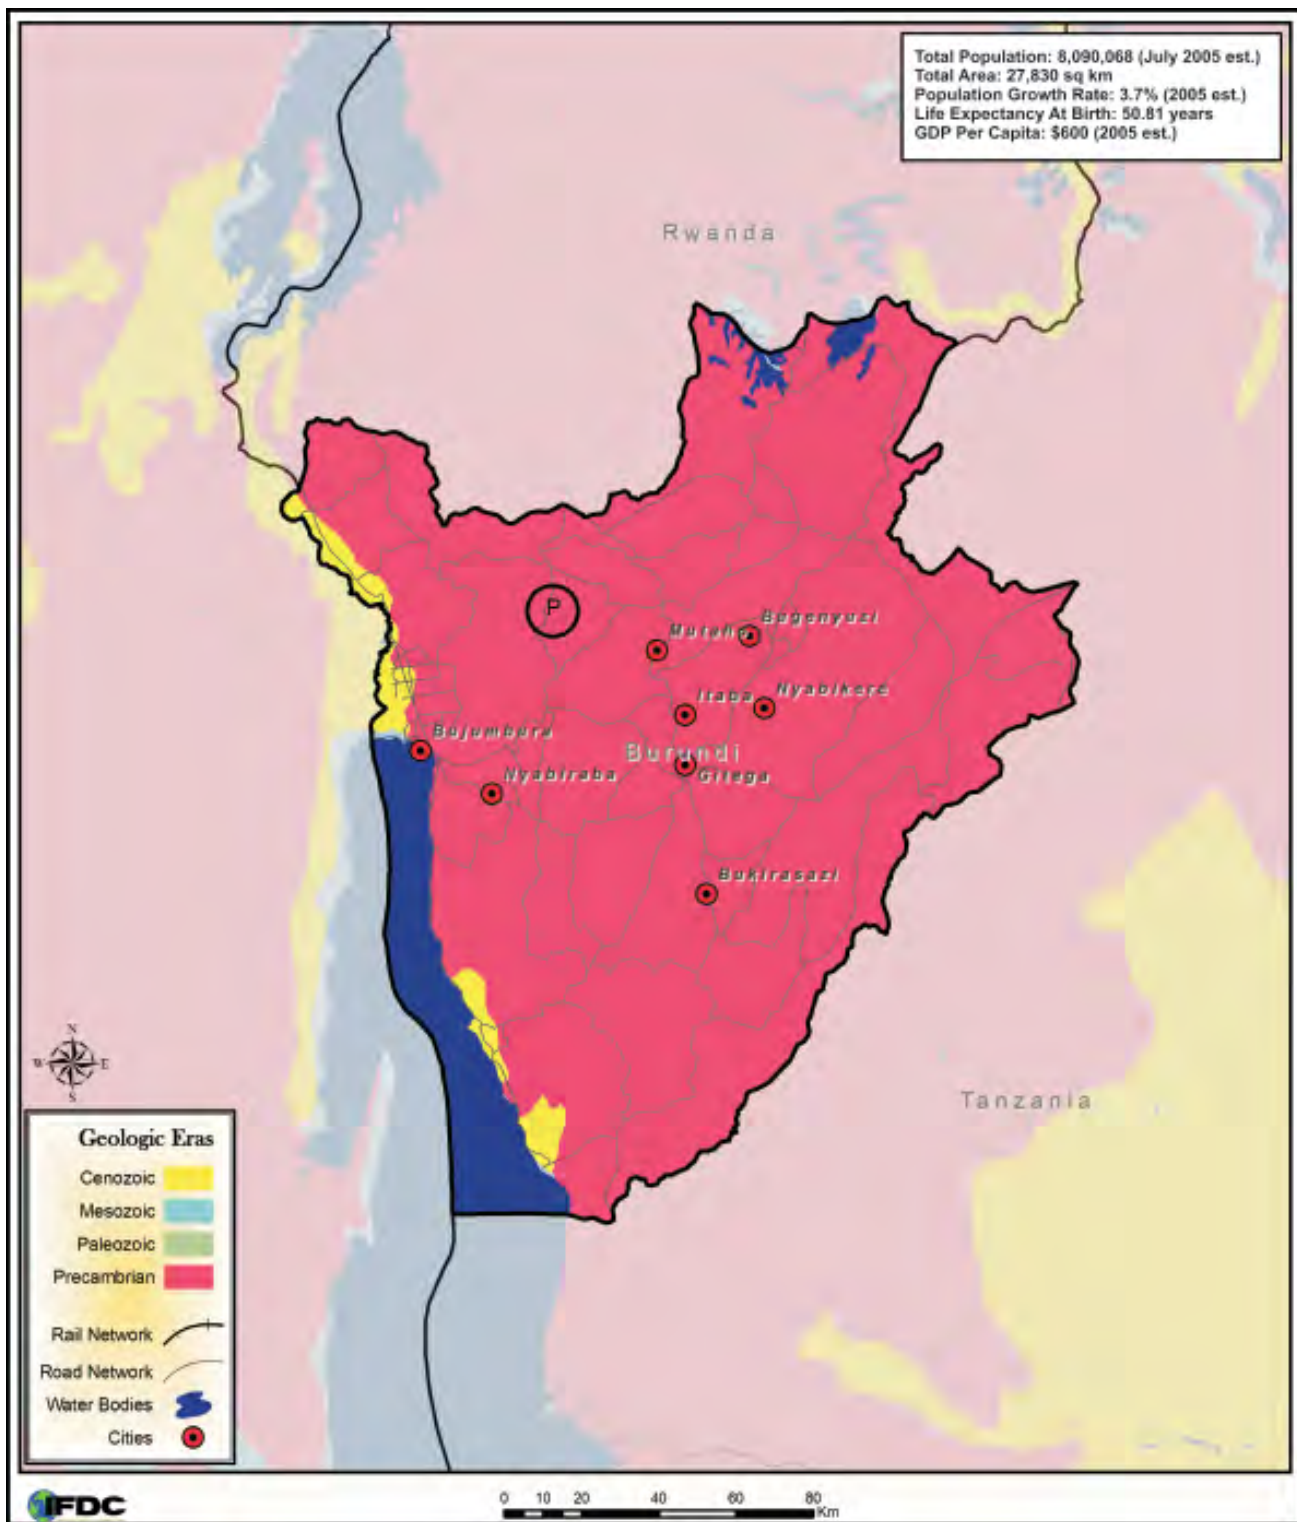 Total Population: 8,090,068 (July 2005 est.)
Total Area: 27,830 sq km
Population Growth Rate: 3.7% (2005 est.)
Life Expectancy At Birth: 50.81 years
GDP Per Capita: $600 (2005 est.)
Rwanda
P
Bugenyuzi
Mutaho
Itaba
Nyabikere
Bujumbura
Burundi
Nyabiraba
Gitega
Bukirasazi
N
W E
S
Tanzania
Geologic Eras
Cenozoic
Mesozoic
Paleozoic
Precambrian
Rail Network
Road Network
Water Bodies
Cities
IFDC
0 10 20 40 60 80
Km